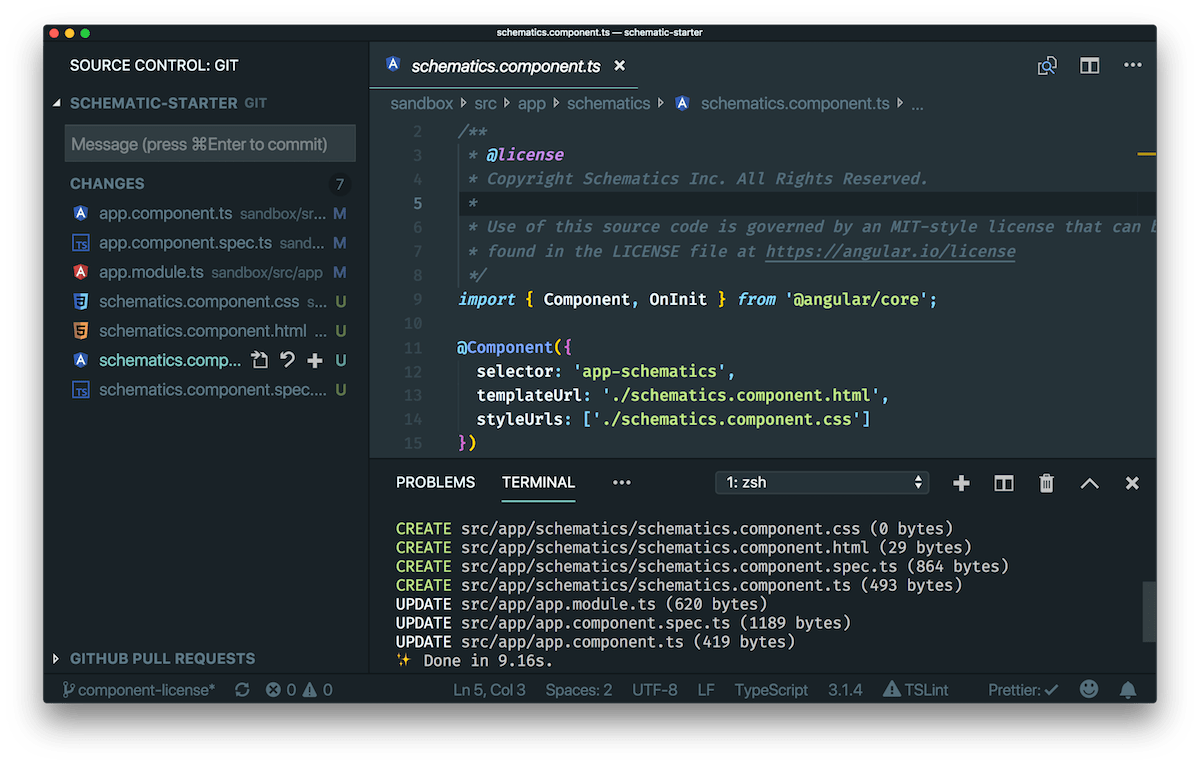 schematics.component.ts — schematic-starter
SOURCE CONTROL: GIT
SCHEMATIC-STARTER GIT
Message (press ⌘Enter to commit)
CHANGES 7
app.component.ts sandbox/sr... M
TS app.component.spec.ts sand... M
app.module.ts sandbox/src/app M
schematics.component.css s... U
schematics.component.html ... U
schematics.comp... U
TS schematics.component.spec.... U
GITHUB PULL REQUESTS
schematics.component.ts ×
sandbox src app schematics schematics.component.ts ...
2 /**
3 * @license
4 * Copyright Schematics Inc. All Rights Reserved.
5 *
6 * Use of this source code is governed by an MIT-style license that can b
7 * found in the LICENSE file at https://angular.io/license
8 */
9 import { Component, OnInit } from '@angular/core';
10
11 @Component({
12 selector: 'app-schematics',
13 templateUrl: './schematics.component.html',
14 styleUrls: ['./schematics.component.css']
15 })
PROBLEMS TERMINAL ... 1: zsh
CREATE src/app/schematics/schematics.component.css (0 bytes)
CREATE src/app/schematics/schematics.component.html (29 bytes)
CREATE src/app/schematics/schematics.component.spec.ts (864 bytes)
CREATE src/app/schematics/schematics.component.ts (493 bytes)
UPDATE src/app/app.module.ts (620 bytes)
UPDATE src/app/app.component.spec.ts (1189 bytes)
UPDATE src/app/app.component.ts (419 bytes)
✨ Done in 9.16s.
component-license* 0 0 Ln 5, Col 3 Spaces: 2 UTF-8 LF TypeScript 3.1.4 TSLint Prettier: ✓